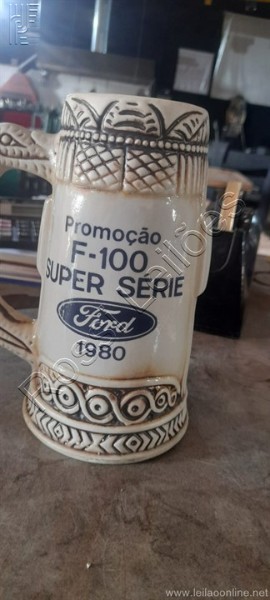 Promoção
F-100
SUPER SÉRIE
Ford
1980
www.leilaoonline.net